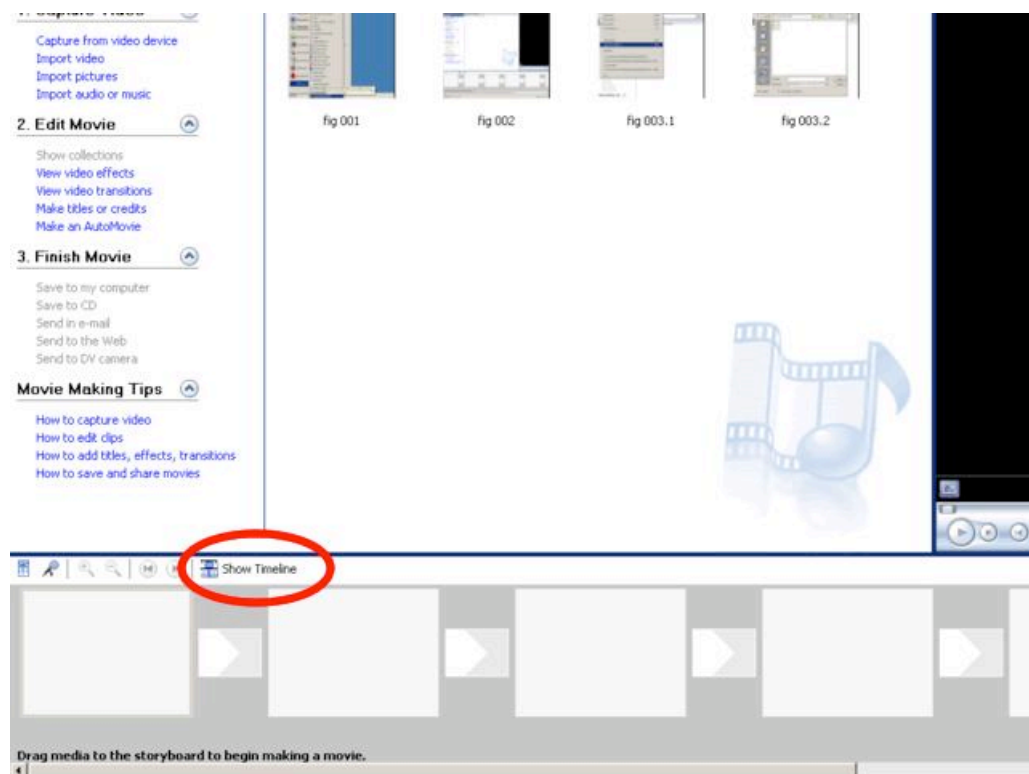 1. Capture Video
Capture from video device
Import video
Import pictures
Import audio or music
2. Edit Movie
Show collections
View video effects
View video transitions
Make titles or credits
Make an AutoMovie
3. Finish Movie
Save to my computer
Save to CD
Send in e-mail
Send to the Web
Send to DV camera
Movie Making Tips
How to capture video
How to edit clips
How to add titles, effects, transitions
How to save and share movies
fig 001
fig 002
fig 003.1
fig 003.2
Show Timeline
Drag media to the storyboard to begin making a movie.